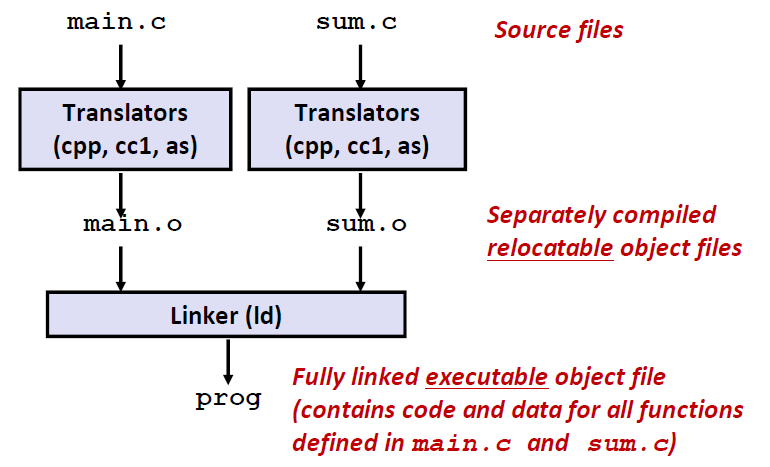 main.c
sum.c
Source files
Translators
(cpp, cc1, as)
Translators
(cpp, cc1, as)
main.o
sum.o
Separately compiled
relocatable object files
Linker (ld)
prog
Fully linked executable object file
(contains code and data for all functions
defined in main.c and sum.c)